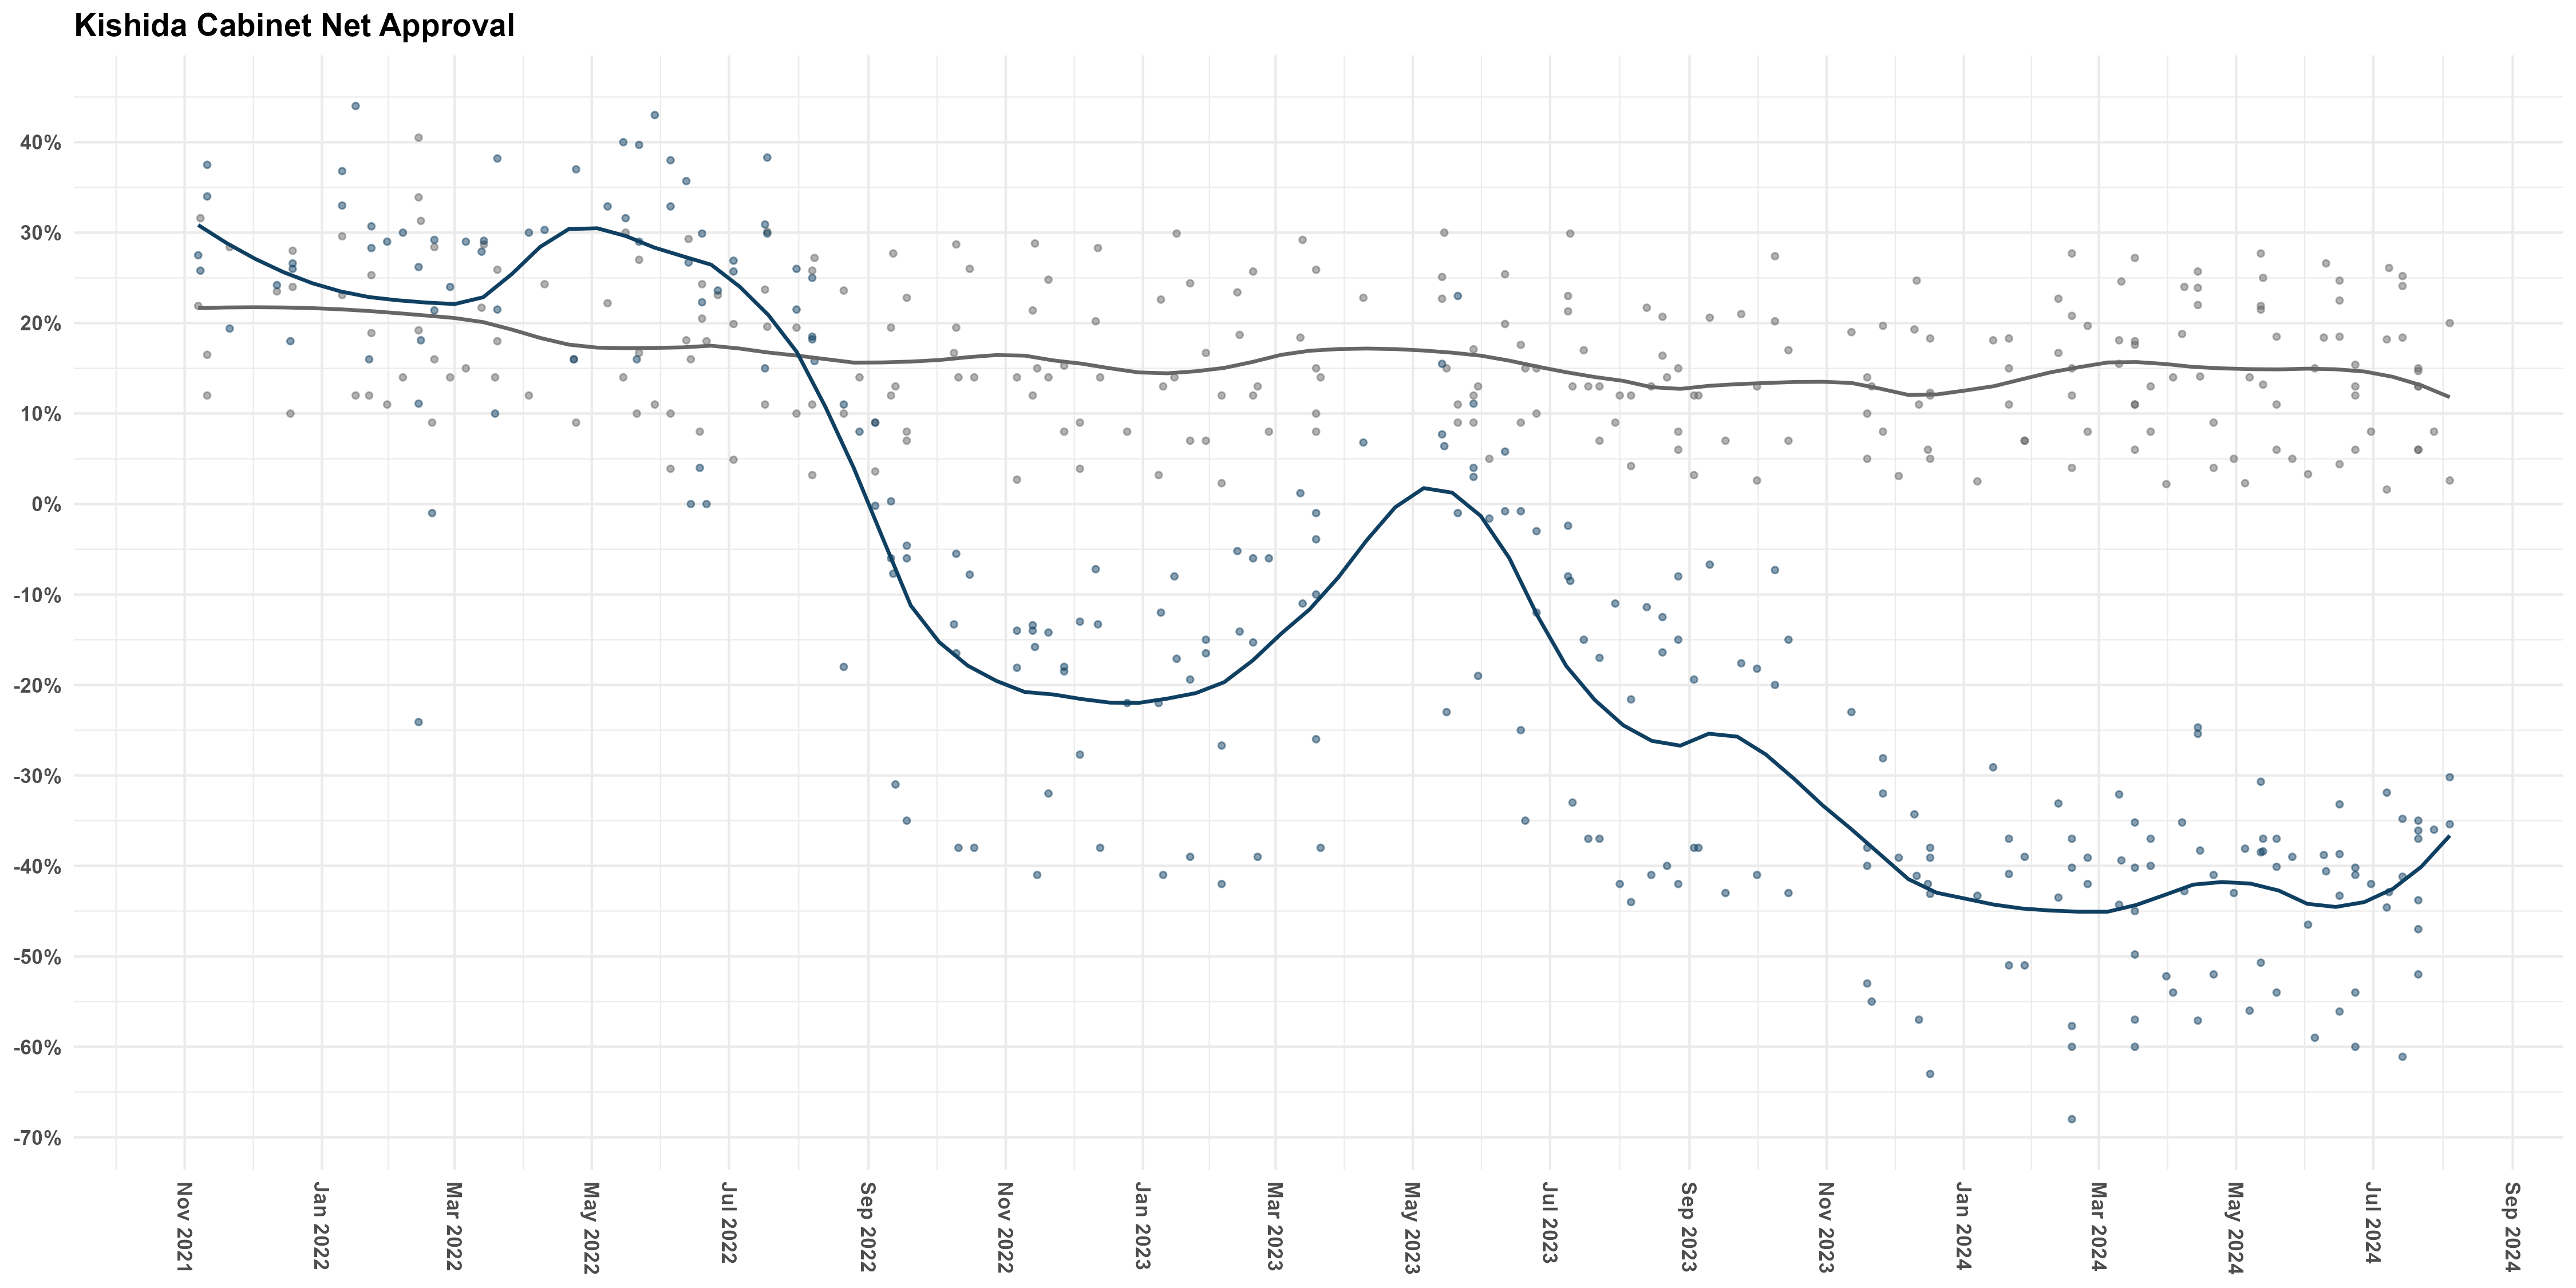 Kishida Cabinet Net Approval
40%
30%
20%
10%
0%
-10%
-20%
-30%
-40%
-50%
-60%
-70%
Nov 2021
Jan 2022
Mar 2022
May 2022
Jul 2022
Sep 2022
Nov 2022
Jan 2023
Mar 2023
May 2023
Jul 2023
Sep 2023
Nov 2023
Jan 2024
Mar 2024
May 2024
Jul 2024
Sep 2024